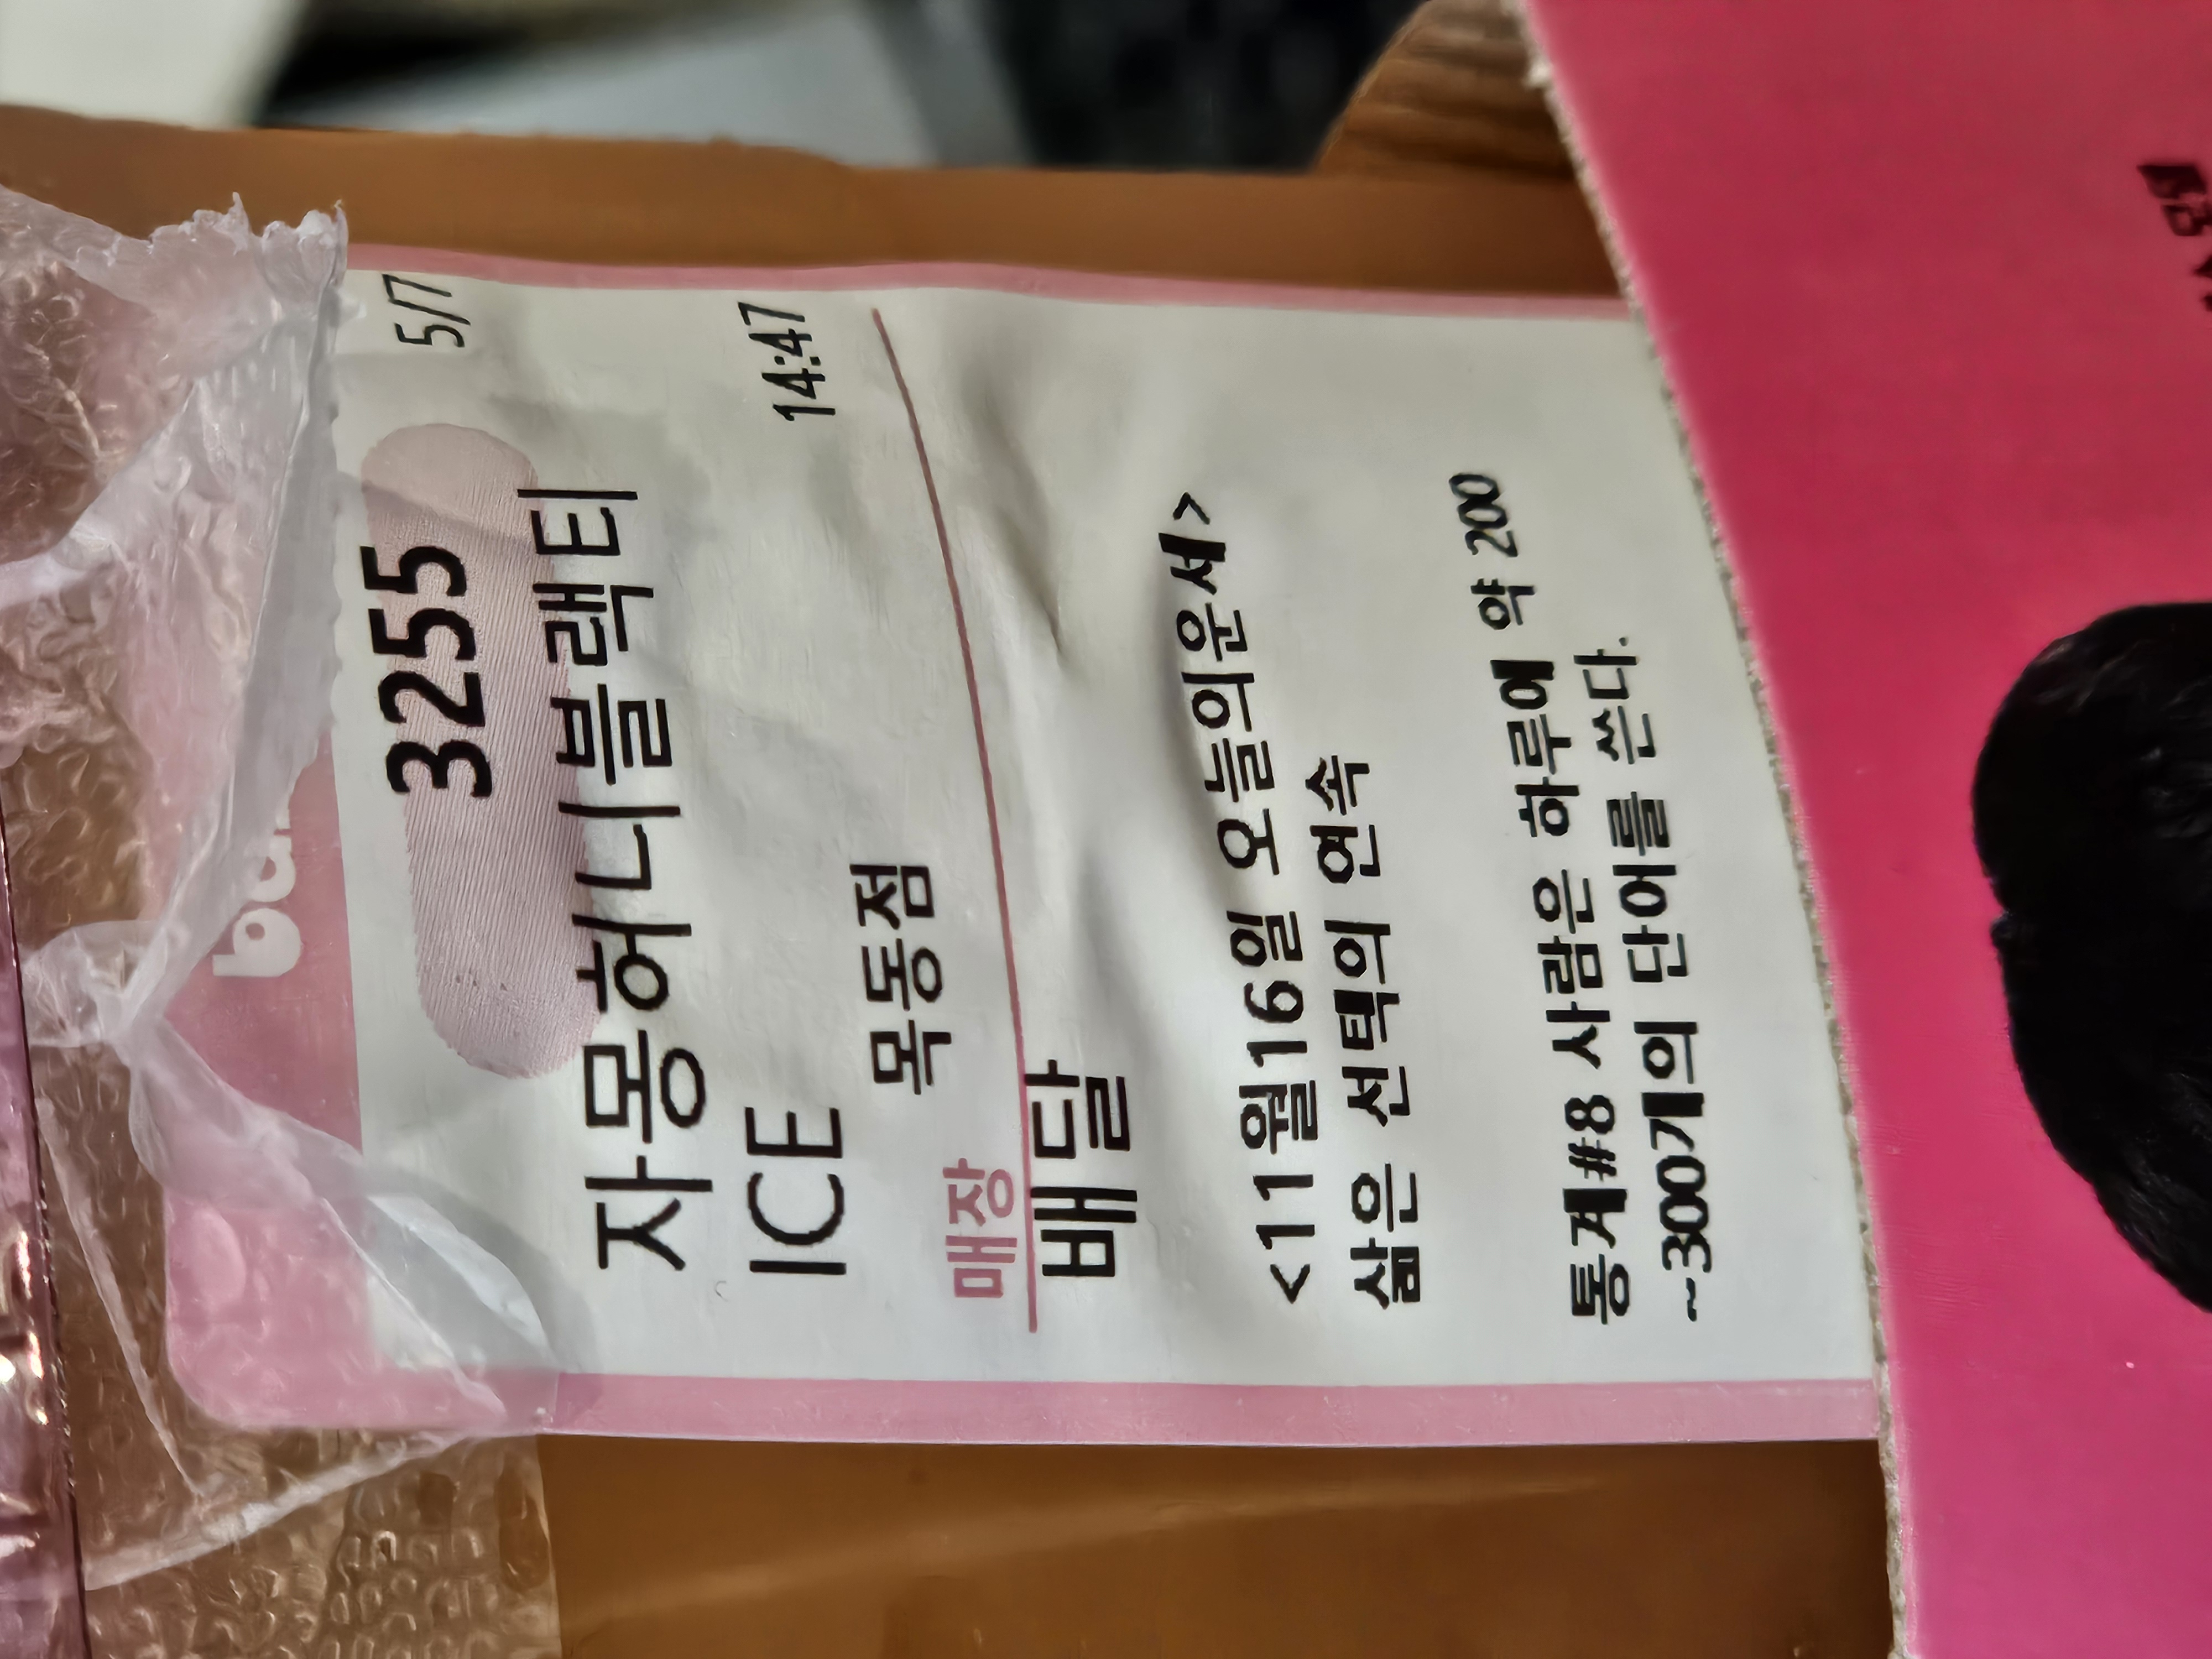 3255
5/7
자몽허니블랙티
ICE
14:47
목동점
매장
배달
<11월16일 오늘의운세>
삶은 선택의 연속
통계#8 사람은 하루에 약 200
~300개의 단어를 쓴다.